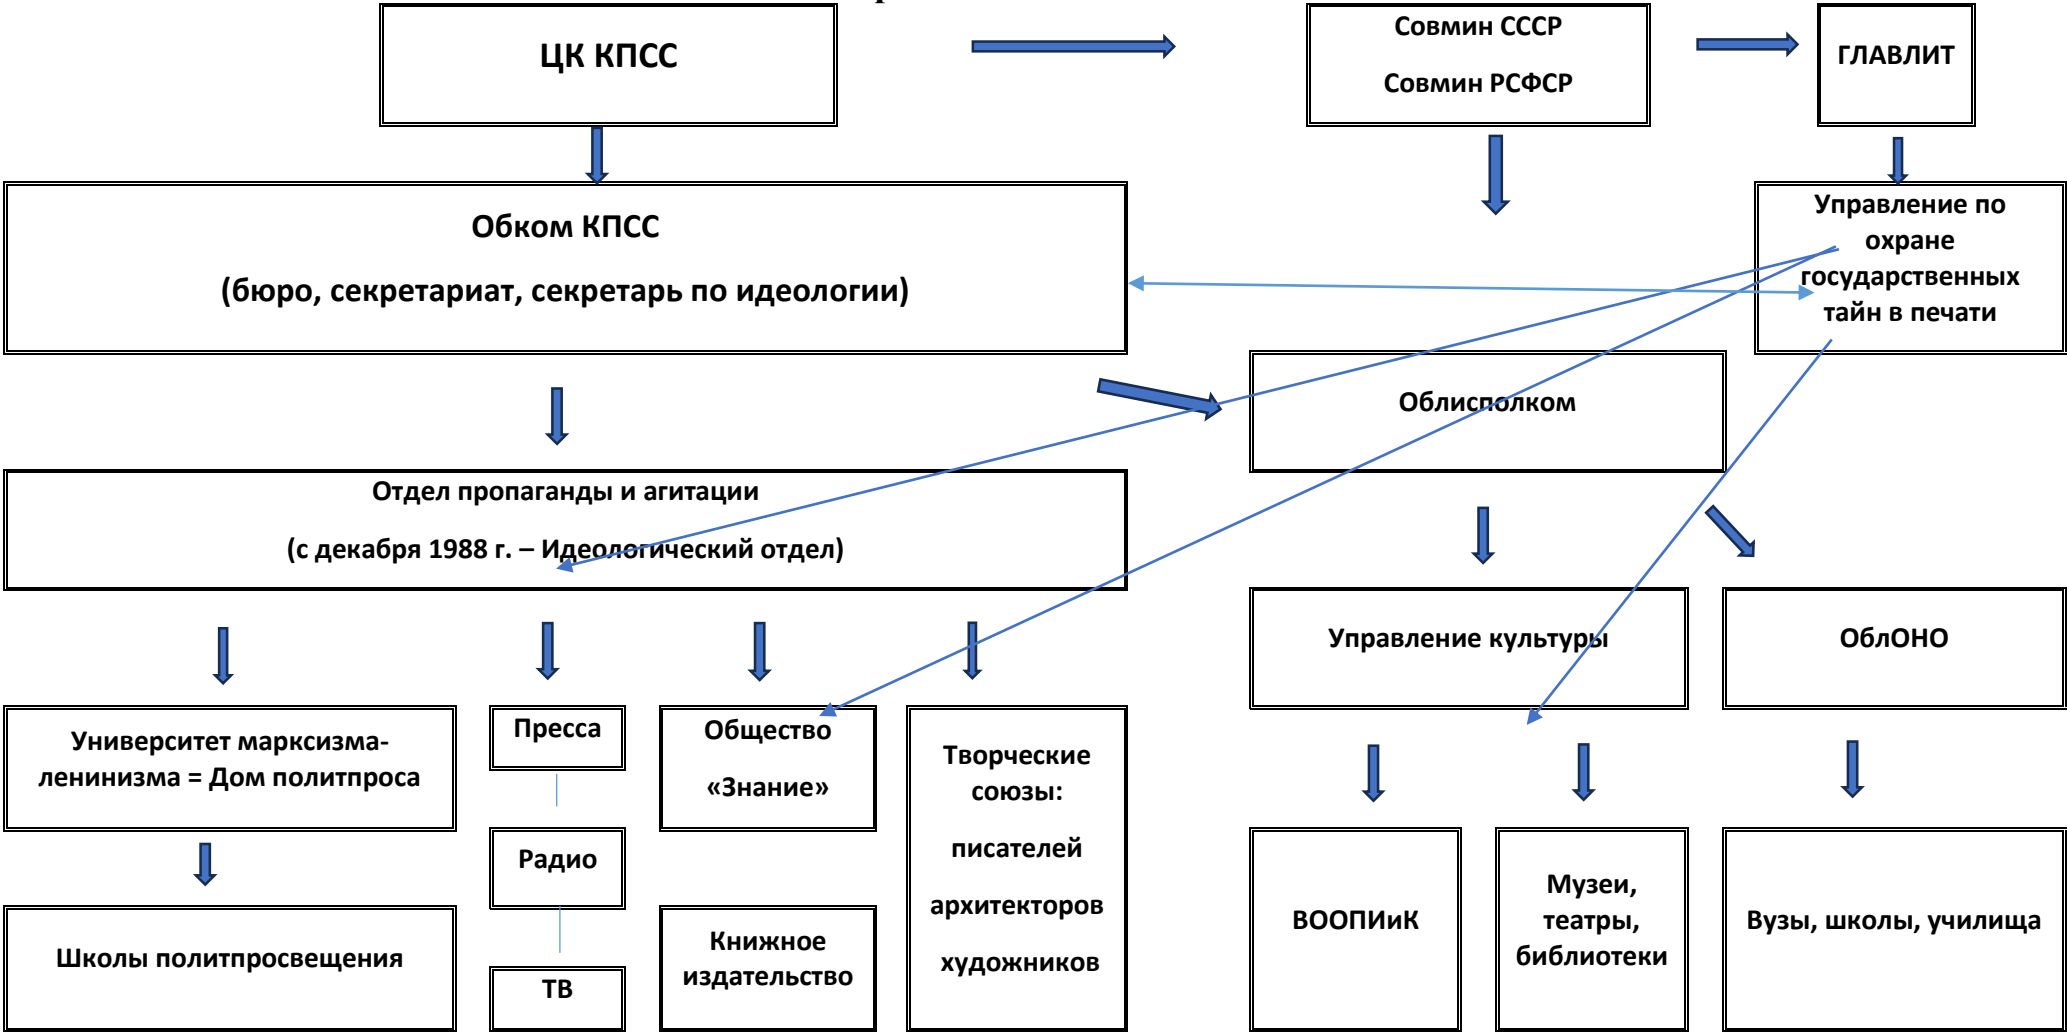 ЦК КПСС
Совмин СССР
Совмин РСФСР
ГЛАВЛИТ
Обком КПСС
(бюро, секретариат, секретарь по идеологии)
Управление по
охране
государственных
тайн в печати
Облисполком
Отдел пропаганды и агитации
(с декабря 1988 г. – Идеологический отдел)
Управление культуры
ОблОНО
Университет марксизма-
ленинизма = Дом политпроса
Пресса
Общество
«Знание»
Творческие
союзы:
писателей
архитекторов
художников
Радио
ВООПИиК
Музеи,
театры,
библиотеки
Вузы, школы, училища
Школы политпросвещения
ТВ
Книжное
издательство